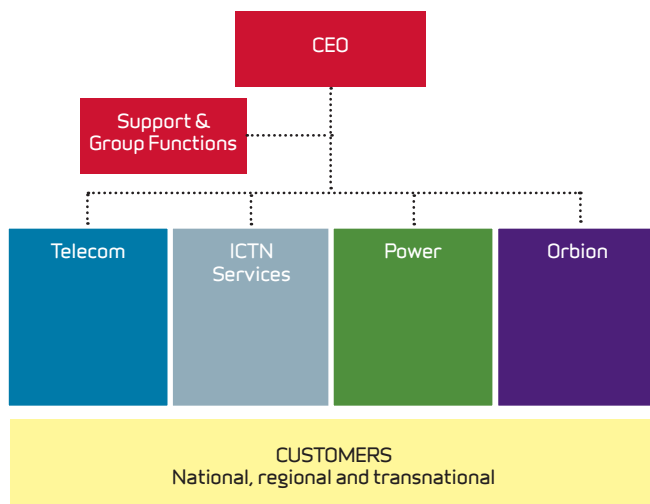 CEO
Support &
Group Functions
Telecom
ICTN
Services
Power
Orbion
CUSTOMERS
National, regional and transnational